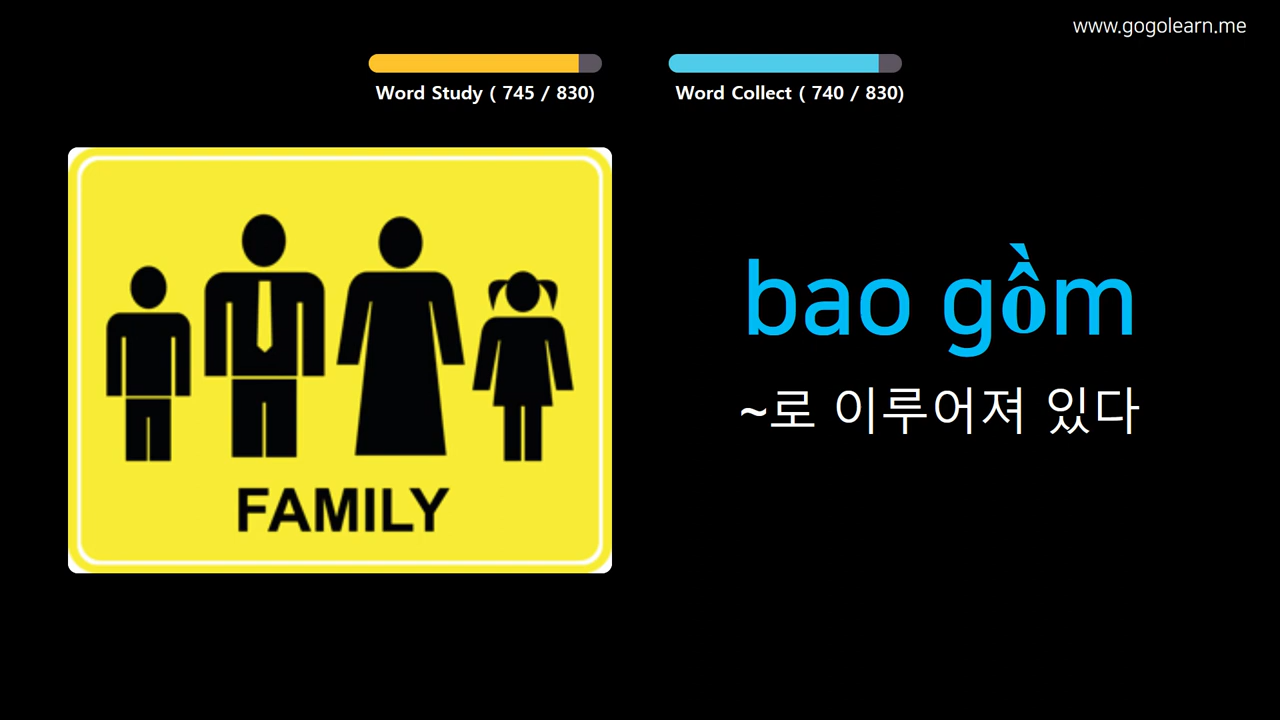 www.gogolearn.me
Word Study ( 745 / 830)
Word Collect ( 740 / 830)
FAMILY
bao gồm
~로 이루어져 있다